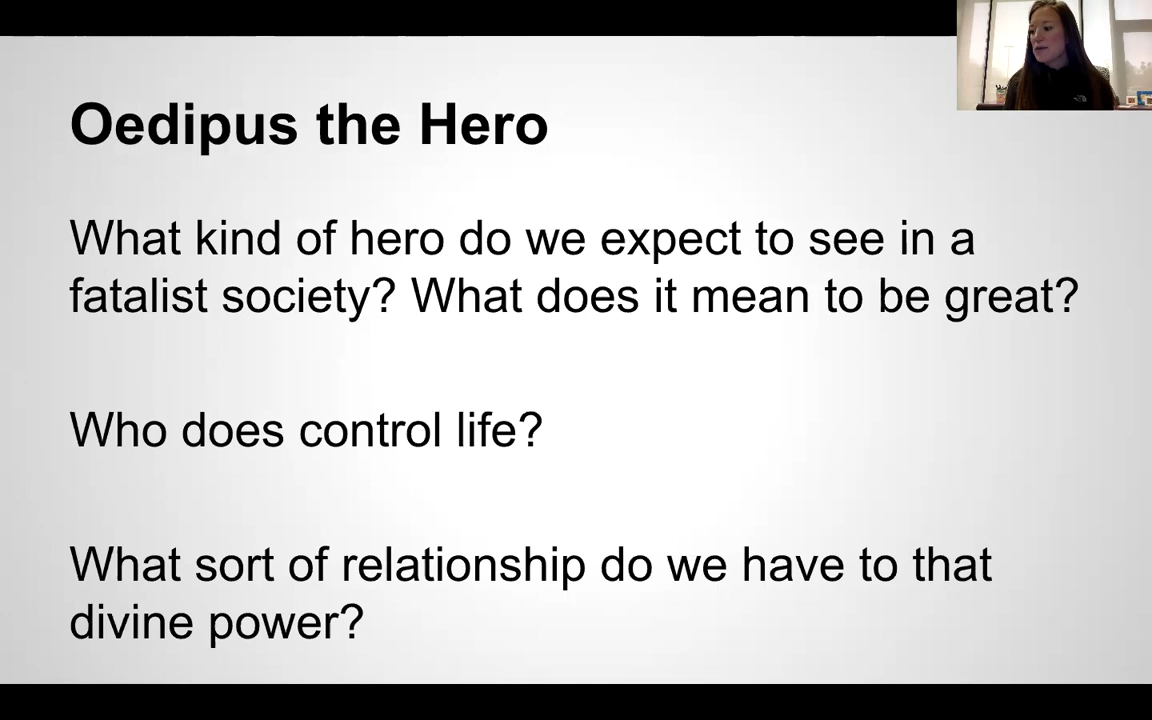 Oedipus the Hero
What kind of hero do we expect to see in a
fatalist society? What does it mean to be great?
Who does control life?
What sort of relationship do we have to that
divine power?